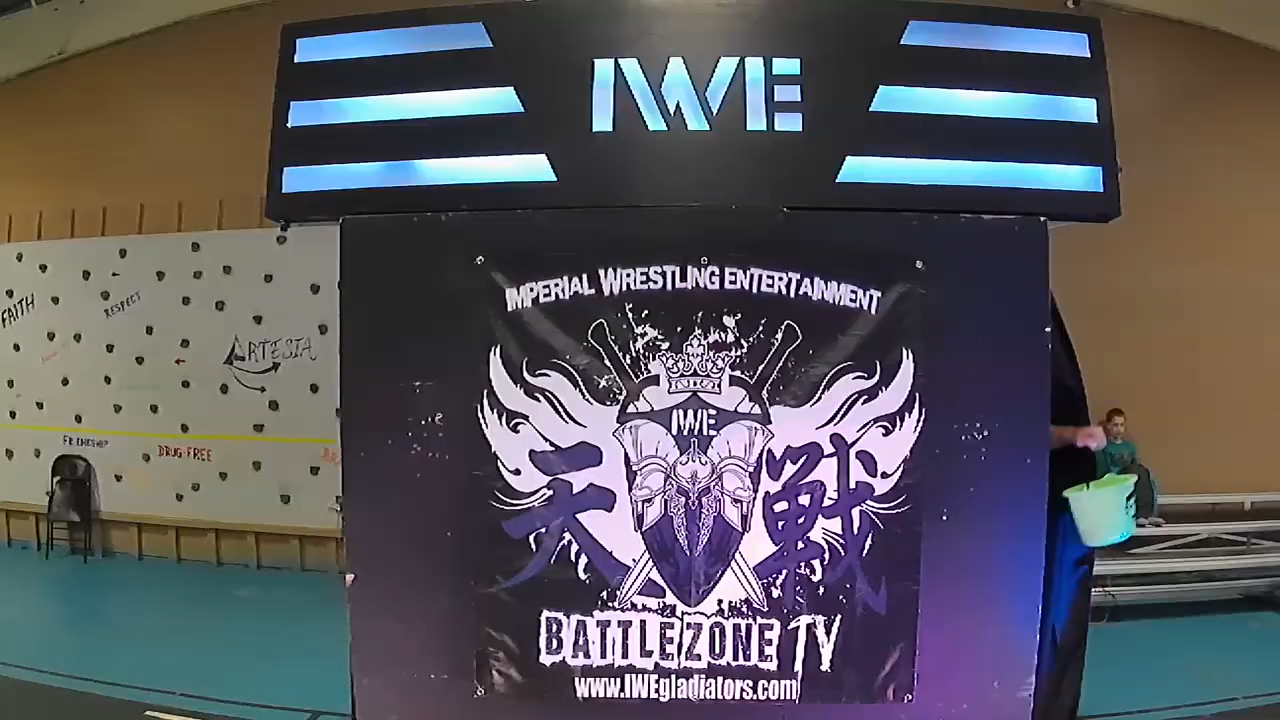 IWE
IMPERIAL WRESTLING ENTERTAINMENT
IWE
天 戦
BATTLEZONE TV
www.IWEgladiators.com
FAITH
RESPECT
ARTESIA
FRIENDSHIP
DRUG-FREE